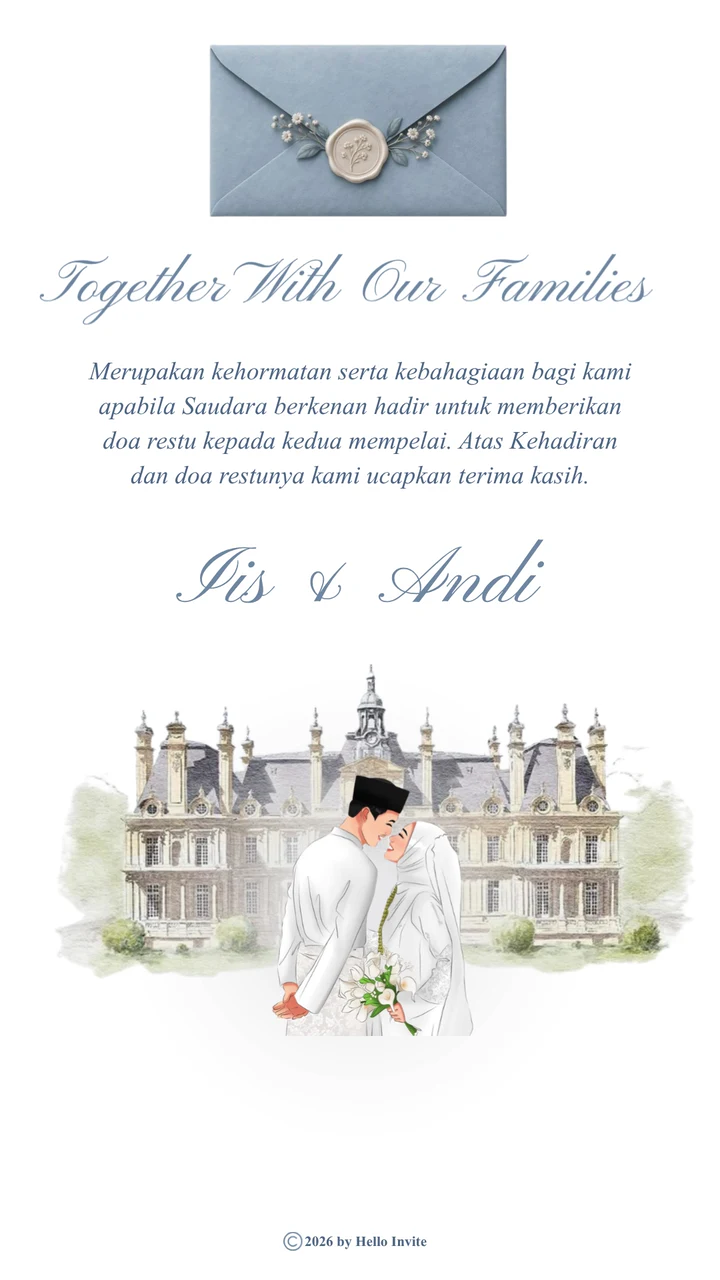 Together With Our Families
Merupakan kehormatan serta kebahagiaan bagi kami
apabila Saudara berkenan hadir untuk memberikan
doa restu kepada kedua mempelai. Atas Kehadiran
dan doa restunya kami ucapkan terima kasih.
Iis & Andi
©2026 by Hello Invite